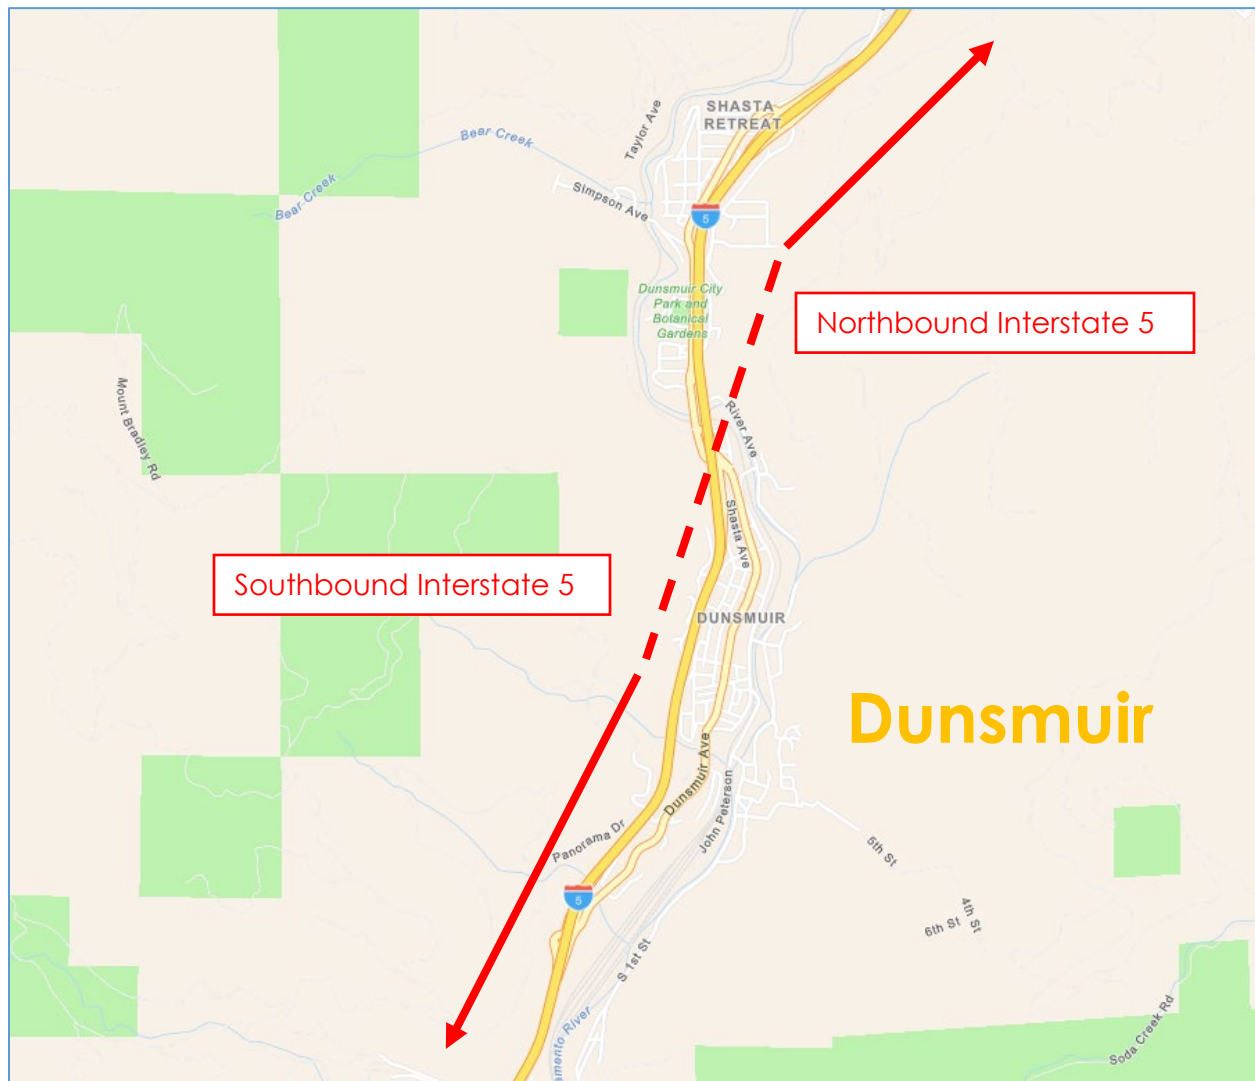 SHASTA
RETREAT
Taylor Ave
Bear Creek
Bear Creek
Simpson Ave
5
Dunsmuir City
Park and
Botanical
Gardens
Northbound Interstate 5
Mount Bradley Rd
River Ave
Shasta Ave
Southbound Interstate 5
DUNSMUIR
Dunsmuir
Dunsmuir Ave
John Peterson
Panorama Dr
5th St
5
4th St
6th St
S 1st St
amento River
Soda Creek Rd